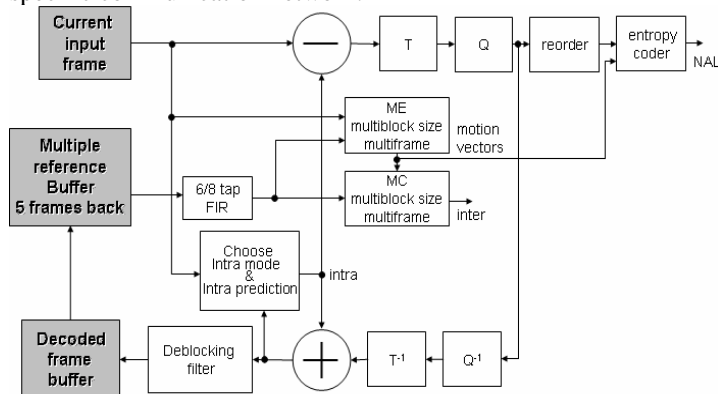 Current
input
frame
T
Q
reorder
entropy
coder
NAL
ME
multiblock size
multiframe
motion
vectors
Multiple
reference
Buffer
5 frames back
6/8 tap
FIR
MC
multiblock size
multiframe
inter
Choose
Intra mode
&
Intra prediction
intra
Decoded
frame
buffer
Deblocking
filter
T-1
Q-1